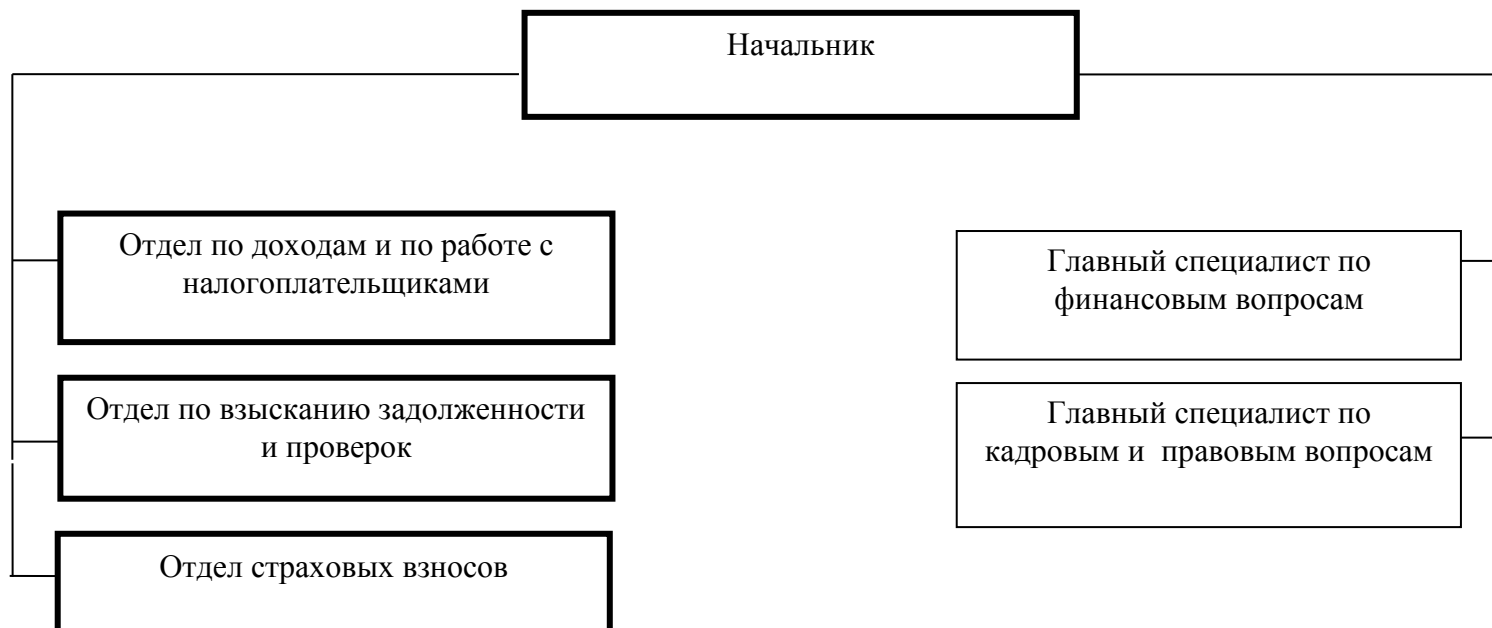 Начальник
Отдел по доходам и по работе с
налогоплательщиками
Отдел по взысканию задолженности
и проверок
Отдел страховых взносов
Главный специалист по
финансовым вопросам
Главный специалист по
кадровым и  правовым вопросам